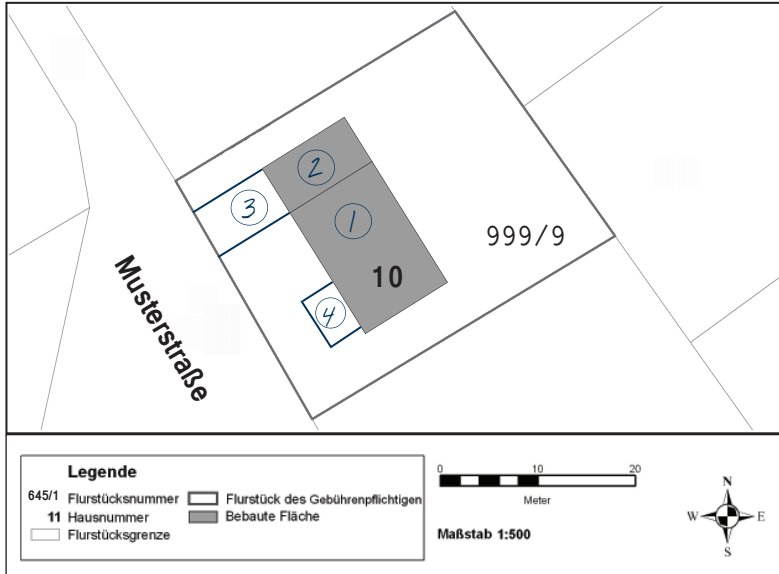 2
3
1
999/9
10
4
Musterstraße
Legende
645/1 Flurstücksnummer
Flurstück des Gebührenpflichtigen
11 Hausnummer
Bebaute Fläche
Flurstücksgrenze
0 10 20
Meter
Maßstab 1:500
N
W E
S